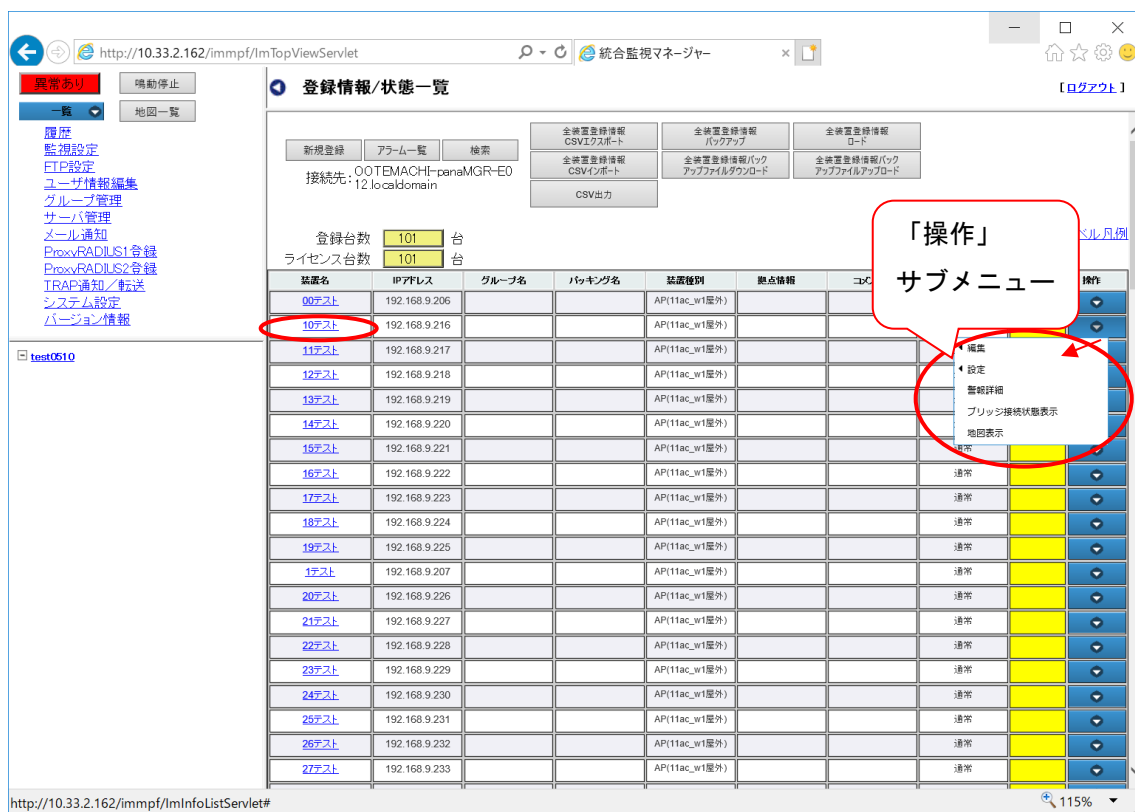 http://10.33.2.162/immpf/ImTopViewServlet
統合監視マネージャー
異常あり
鳴動停止
一覧
地図一覧
登録情報/状態一覧
[ログアウト]
履歴
監視設定
FTP設定
ユーザ情報編集
グループ管理
サーバ管理
メール通知
ProxyRADIUS1登録
ProxyRADIUS2登録
TRAP通知／転送
システム設定
バージョン情報
test0510
新規登録 アラーム一覧 検索
接続先: OOTEMACHI-panaMGR-E0
12.localdomain
全装置登録情報
CSVエクスポート
全装置登録情報
バックアップ
全装置登録情報
ロード
全装置登録情報
CSVインポート
全装置登録情報バック
アップファイルダウンロード
全装置登録情報バック
アップファイルアップロード
CSV出力
登録台数 101 台
ライセンス台数 101 台
ベル凡例
「操作」
サブメニュー
装置名 IPアドレス グループ名 パッキング名 装置種別 拠点情報 操作
00テスト 192.168.9.206 AP(11ac_w1屋外)
10テスト 192.168.9.216 AP(11ac_w1屋外)
11テスト 192.168.9.217 AP(11ac_w1屋外)
12テスト 192.168.9.218 AP(11ac_w1屋外)
13テスト 192.168.9.219 AP(11ac_w1屋外)
14テスト 192.168.9.220 AP(11ac_w1屋外)
編集
設定
警報詳細
ブリッジ接続状態表示
地図表示
15テスト 192.168.9.221 AP(11ac_w1屋外) 通常
16テスト 192.168.9.222 AP(11ac_w1屋外) 通常
17テスト 192.168.9.223 AP(11ac_w1屋外) 通常
18テスト 192.168.9.224 AP(11ac_w1屋外) 通常
19テスト 192.168.9.225 AP(11ac_w1屋外) 通常
1テスト 192.168.9.207 AP(11ac_w1屋外) 通常
20テスト 192.168.9.226 AP(11ac_w1屋外) 通常
21テスト 192.168.9.227 AP(11ac_w1屋外) 通常
22テスト 192.168.9.228 AP(11ac_w1屋外) 通常
23テスト 192.168.9.229 AP(11ac_w1屋外) 通常
24テスト 192.168.9.230 AP(11ac_w1屋外) 通常
25テスト 192.168.9.231 AP(11ac_w1屋外) 通常
26テスト 192.168.9.232 AP(11ac_w1屋外) 通常
27テスト 192.168.9.233 AP(11ac_w1屋外) 通常
http://10.33.2.162/immpf/ImInfoListServlet#
115%